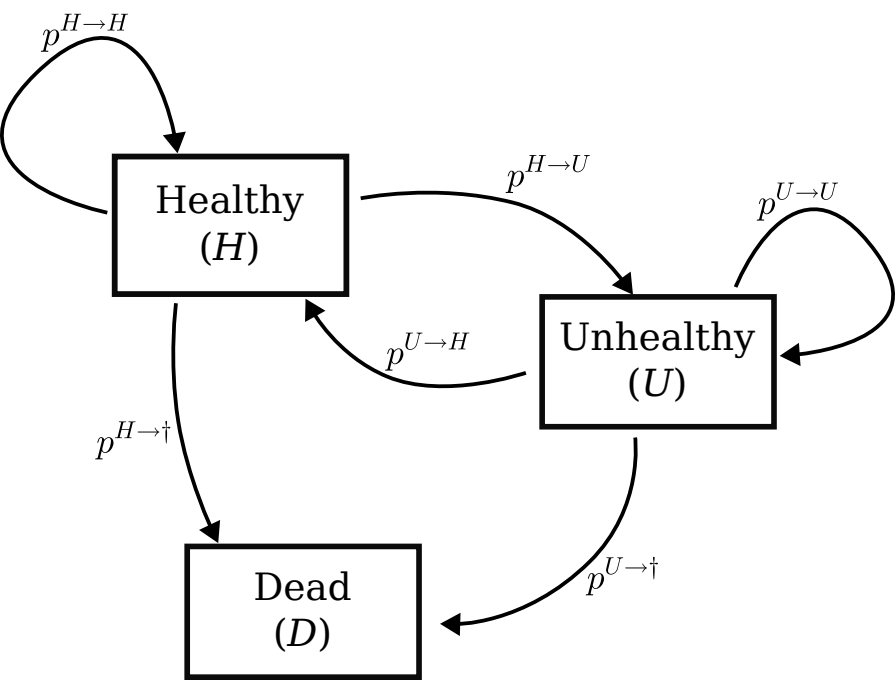 p^{H→H}
Healthy
(H)
p^{H→U}
p^{U→U}
Unhealthy
(U)
p^{U→H}
p^{H→†}
Dead
(D)
p^{U→†}